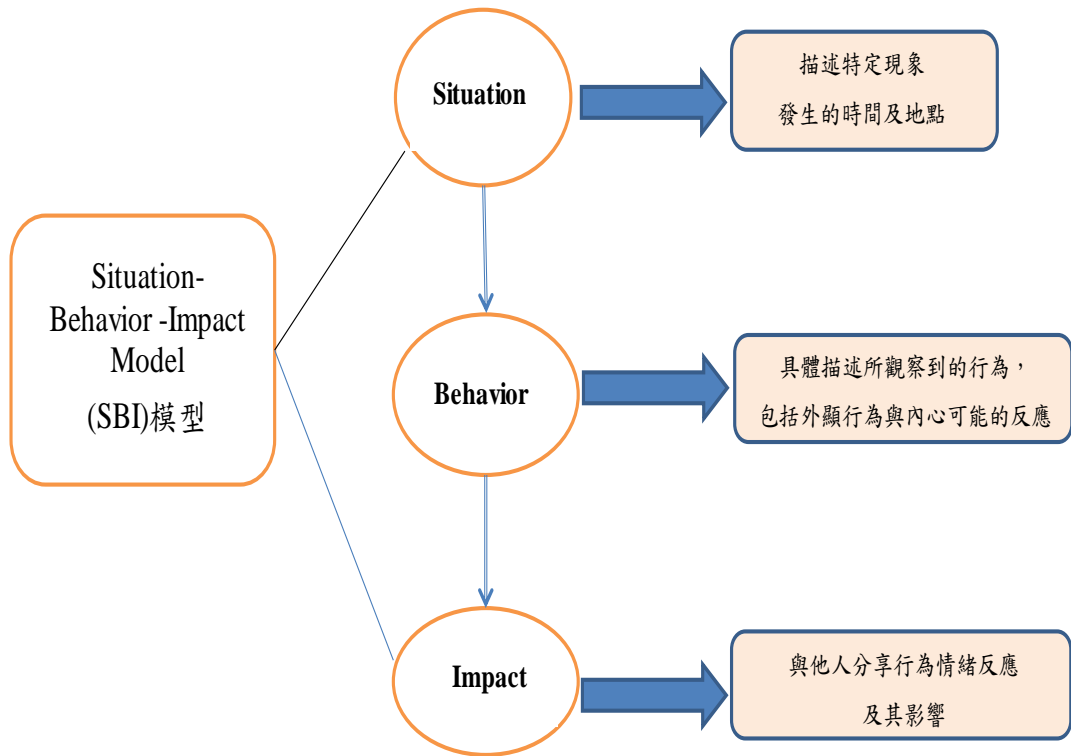 Situation-
Behavior -Impact
Model
(SBI)模型
Situation
描述特定現象
發生的時間及地點
Behavior
具體描述所觀察到的行為，
包括外顯行為與內心可能的反應
Impact
與他人分享行為情緒反應
及其影響